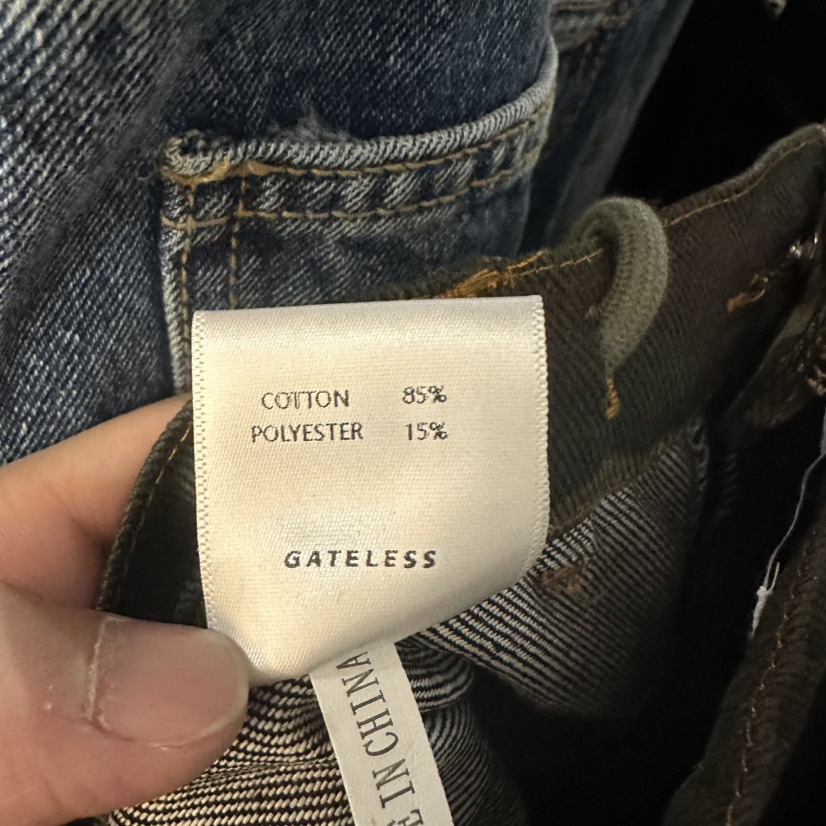 COTTON 85%
POLYESTER 15%
GATELESS
E IN CHINA